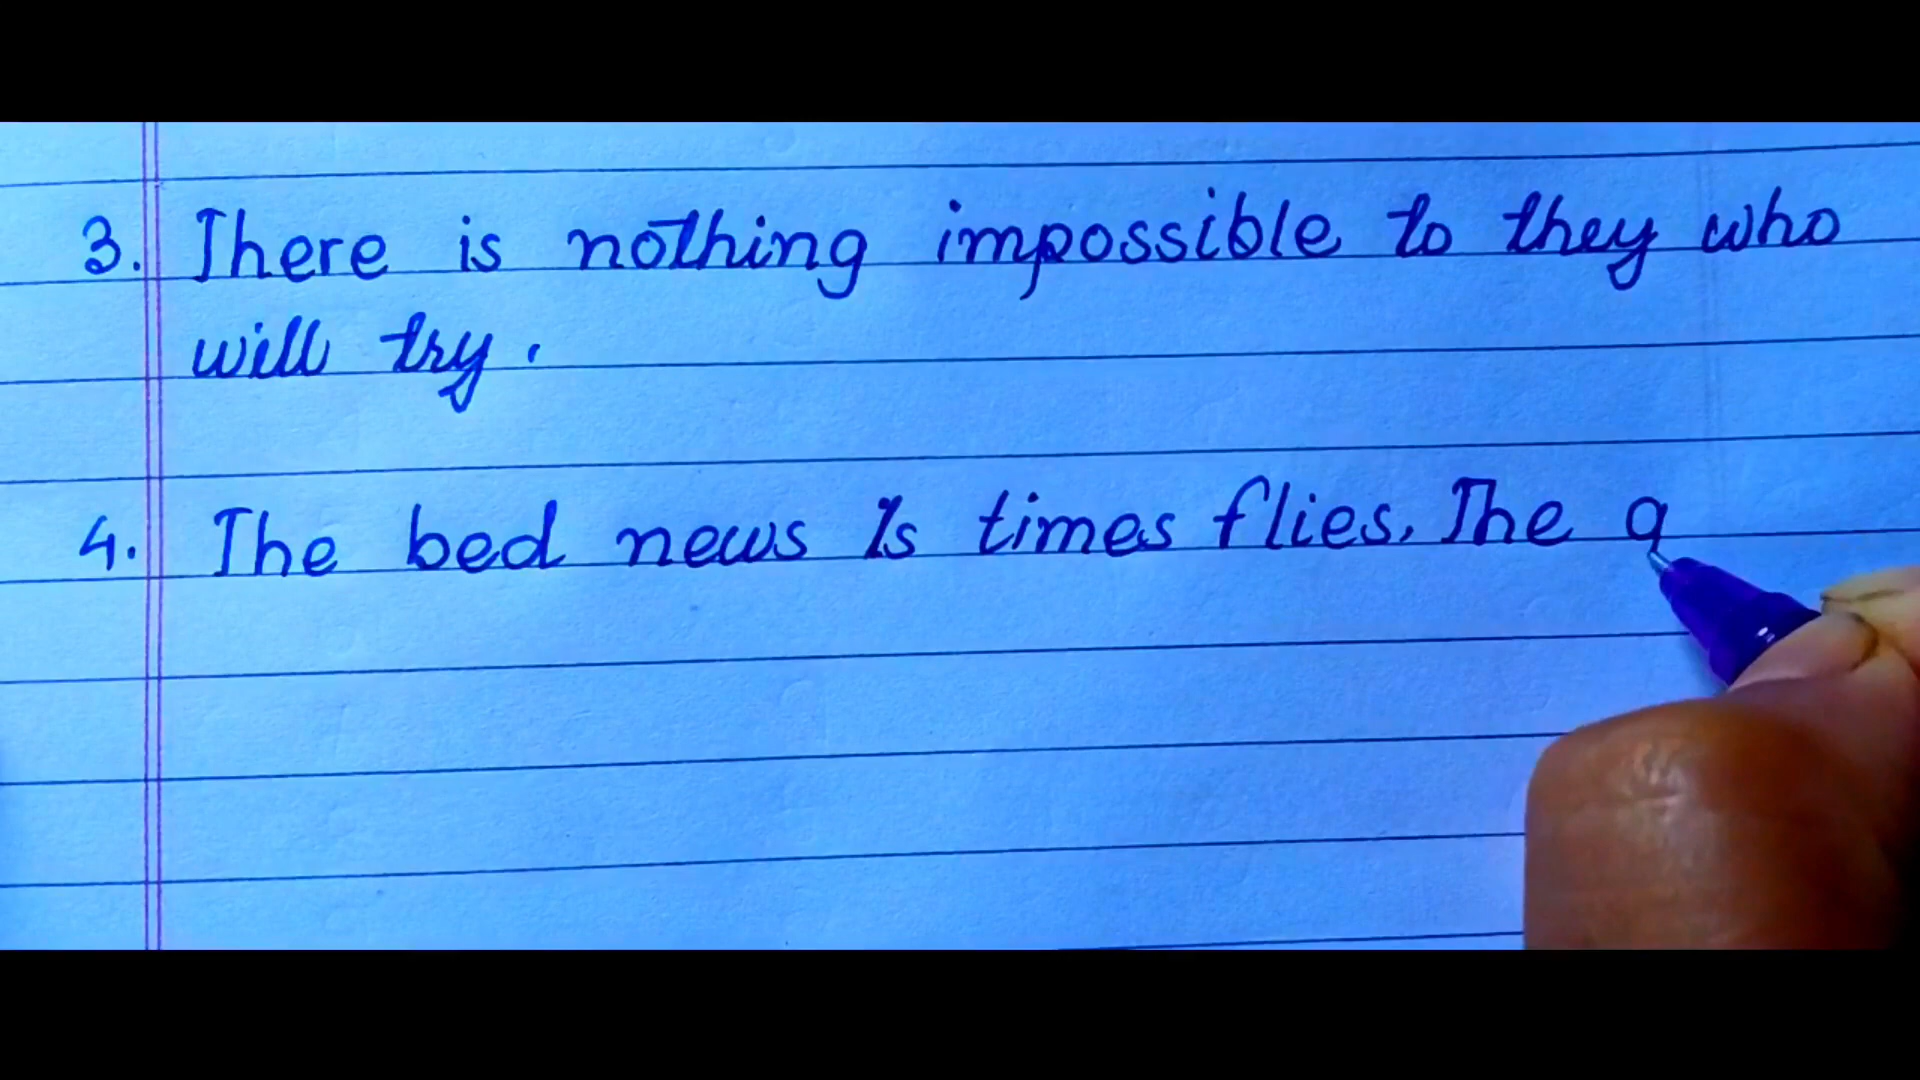 3. There is nothing impossible to they who
will try.
4. The bed news Is times flies. The g